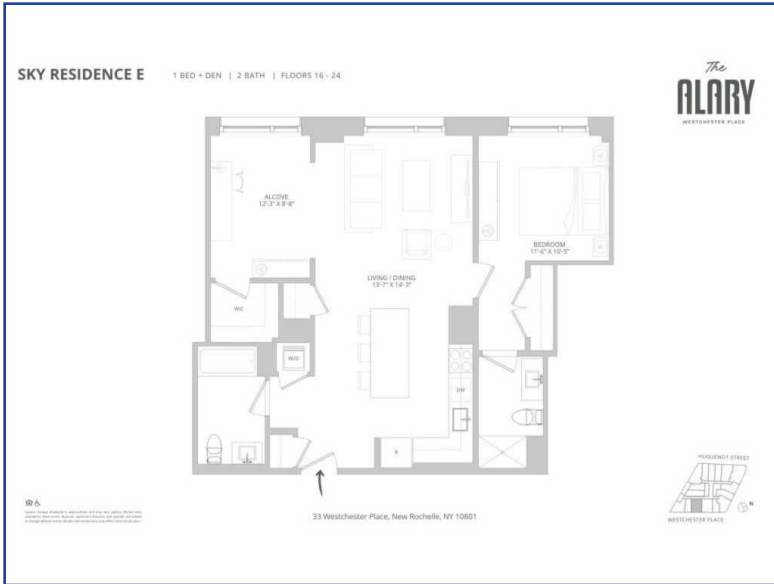 SKY RESIDENCE E
1 BED + DEN | 2 BATH | FLOORS 16 - 24
The
ALARY
WESTCHESTER PLACE
ALCOVE
12'-3" X 8'-8"
BEDROOM
11'-6" X 10'-5"
LIVING / DINING
13'-7" X 14'-3"
WIC
W/D
DW
R
HUGUENOT STREET
N
WESTCHESTER PLACE
33 Westchester Place, New Rochelle, NY 10801